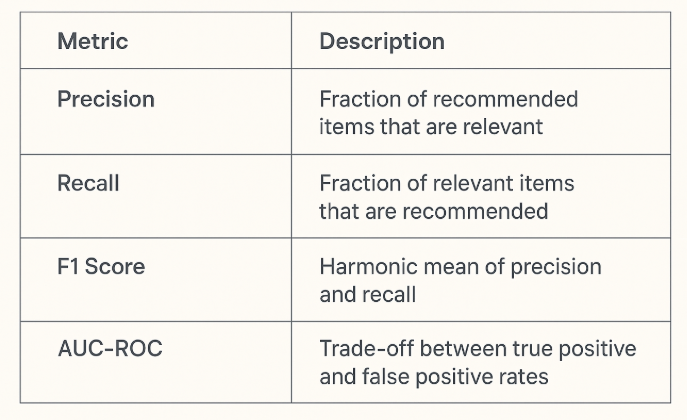 Metric Description
Precision Fraction of recommended
items that are relevant
Recall Fraction of relevant items
that are recommended
F1 Score Harmonic mean of precision
and recall
AUC-ROC Trade-off between true positive
and false positive rates